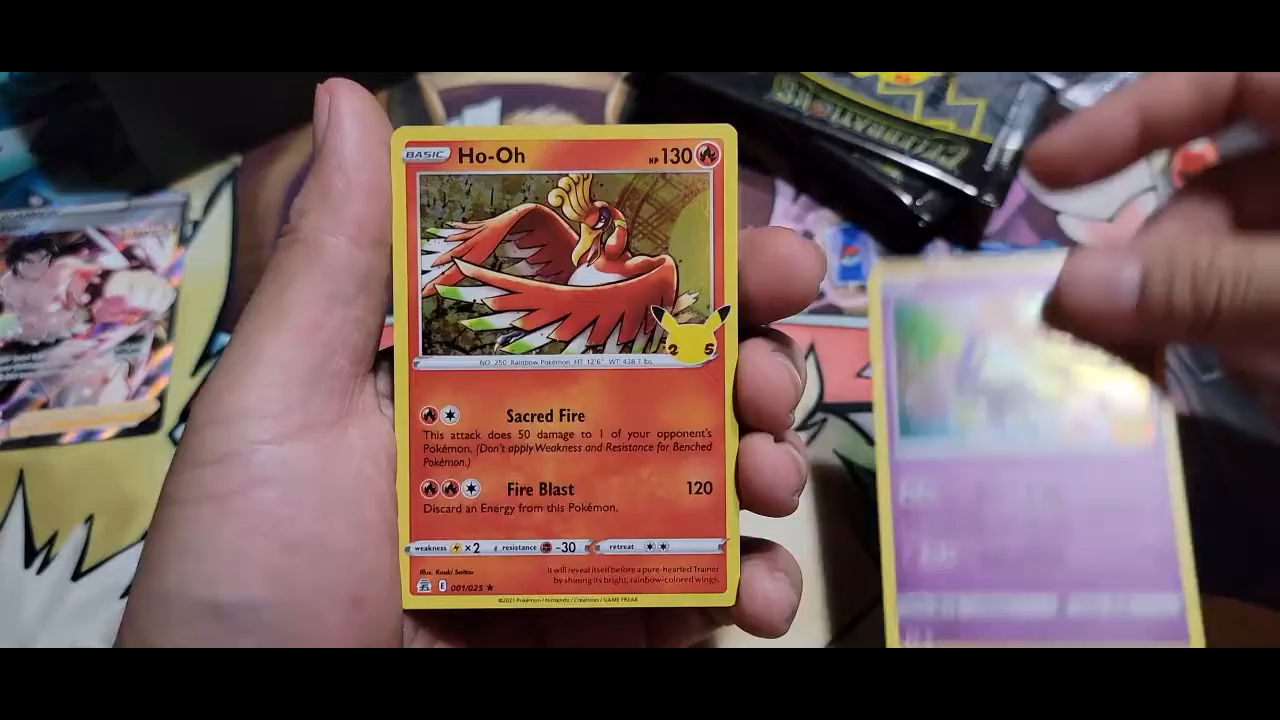 CELEBRATIONS
BASIC Ho-Oh HP 130
25
NO. 250 Rainbow Pokémon HT: 12'6" WT: 438.7 lbs.
Sacred Fire
This attack does 50 damage to 1 of your opponent's
Pokémon. (Don't apply Weakness and Resistance for Benched
Pokémon.)
Fire Blast 120
Discard an Energy from this Pokémon.
weakness ×2 resistance -30 retreat
Illus. Kouki Saitou
It will reveal itself before a pure-hearted Trainer
by shining its bright, rainbow-colored wings.
E 001/025 ★
©2021 Pokémon / Nintendo / Creatures / GAME FREAK